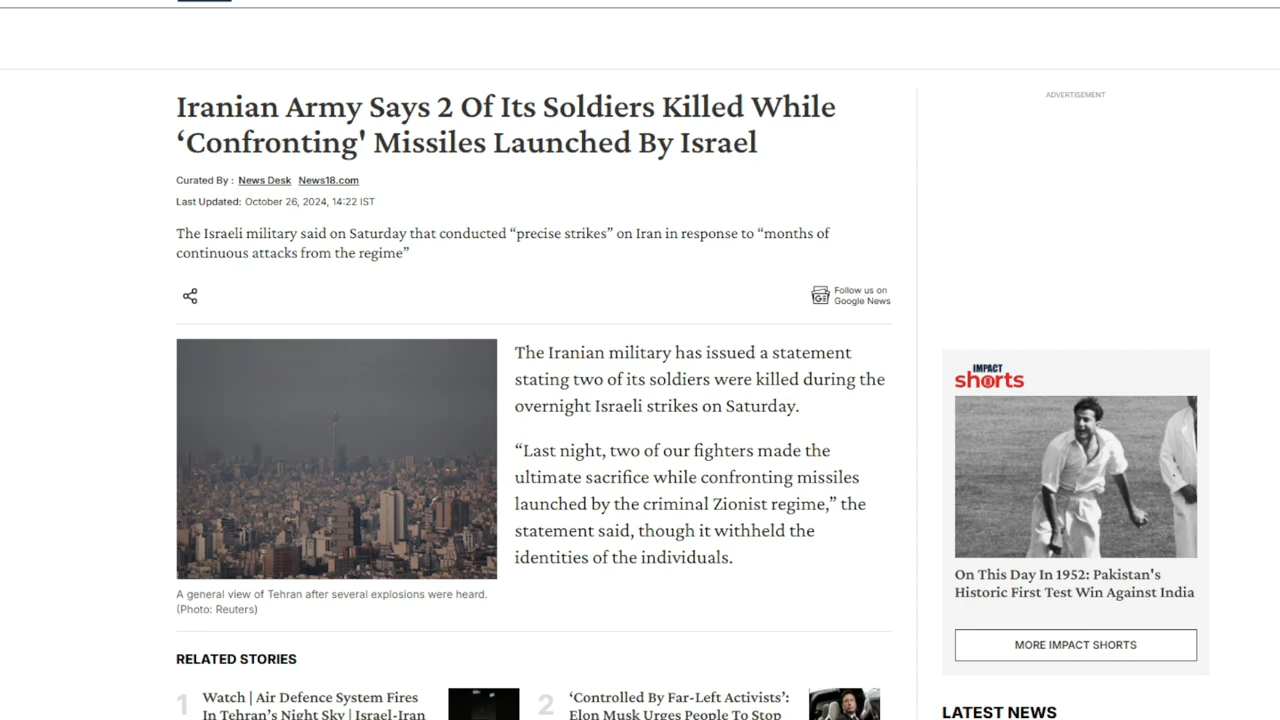 Iranian Army Says 2 Of Its Soldiers Killed While
‘Confronting' Missiles Launched By Israel
Curated By : News Desk News18.com
Last Updated: October 26, 2024, 14:22 IST
The Israeli military said on Saturday that conducted “precise strikes” on Iran in response to “months of
continuous attacks from the regime”
Follow us on
Google News
The Iranian military has issued a statement
stating two of its soldiers were killed during the
overnight Israeli strikes on Saturday.
“Last night, two of our fighters made the
ultimate sacrifice while confronting missiles
launched by the criminal Zionist regime,” the
statement said, though it withheld the
identities of the individuals.
A general view of Tehran after several explosions were heard.
(Photo: Reuters)
RELATED STORIES
1 Watch | Air Defence System Fires
In Tehran’s Night Sky | Israel-Iran
2 ‘Controlled By Far-Left Activists’:
Elon Musk Urges People To Stop
ADVERTISEMENT
IMPACT
shorts
On This Day In 1952: Pakistan's
Historic First Test Win Against India
MORE IMPACT SHORTS
LATEST NEWS